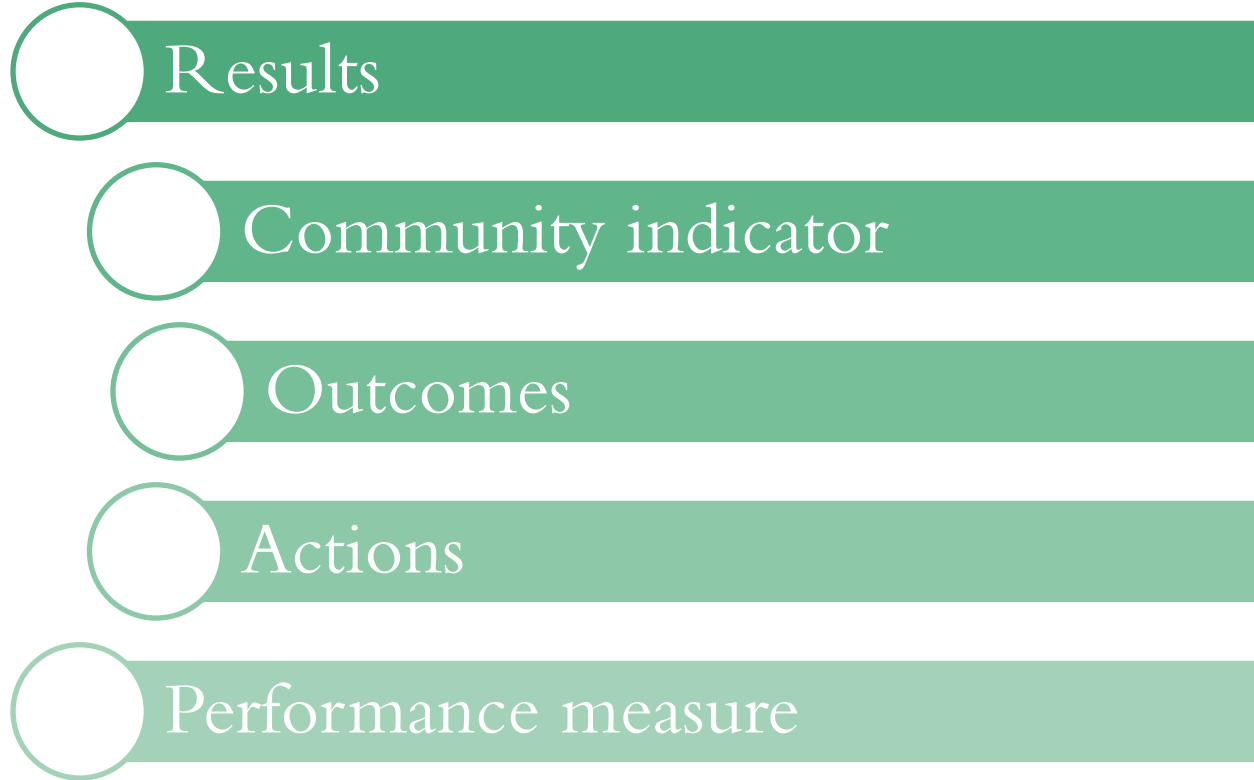 Results
Community indicator
Outcomes
Actions
Performance measure